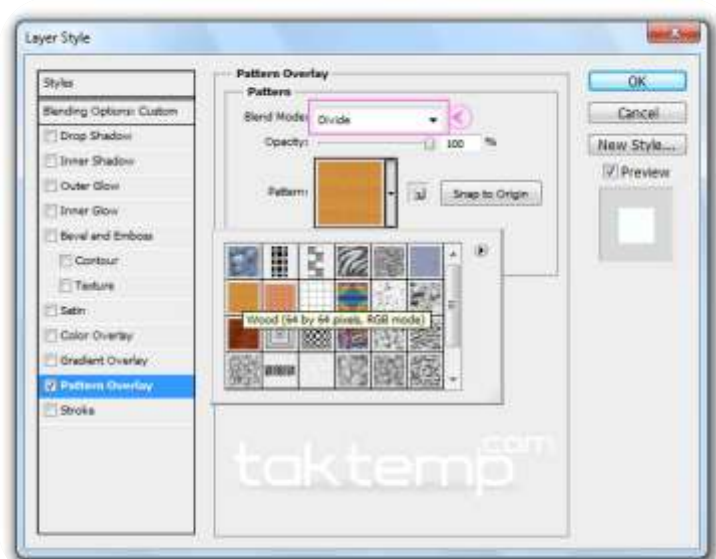 Layer Style
Styles
Blending Options: Custom
Drop Shadow
Inner Shadow
Outer Glow
Inner Glow
Bevel and Emboss
Contour
Texture
Satin
Color Overlay
Gradient Overlay
Pattern Overlay
Stroke
Pattern Overlay
Pattern
Blend Mode: Divide
Opacity: 100 %
Pattern: Snap to Origin
Wood (64 by 64 pixels, RGB mode)
OK
Cancel
New Style...
Preview
taktemp.com